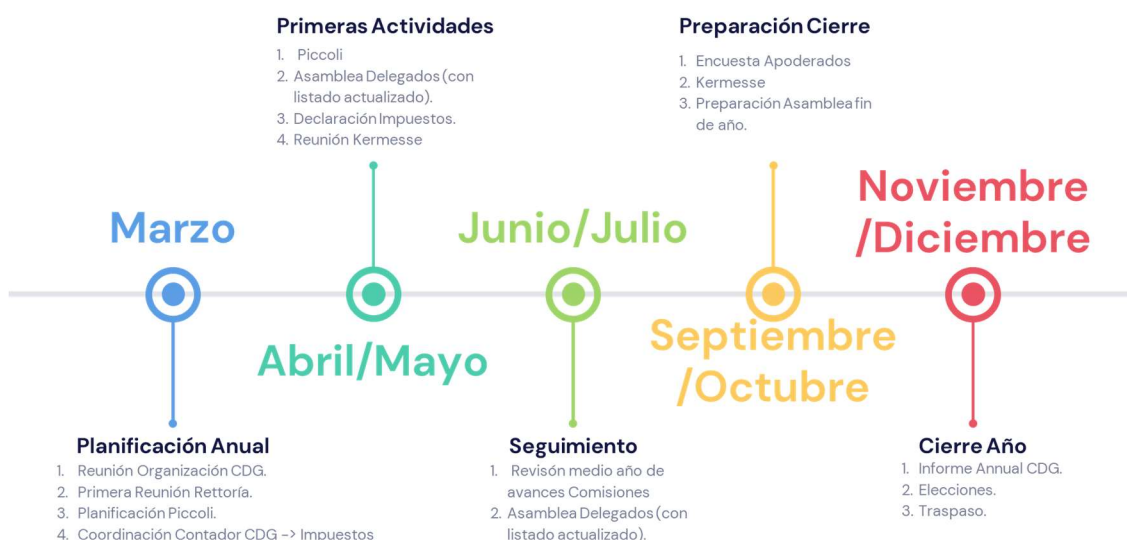 Primeras Actividades
1. Piccoli
2. Asamblea Delegados (con
listado actualizado).
3. Declaración Impuestos.
4. Reunión Kermesse
Preparación Cierre
1. Encuesta Apoderados
2. Kermesse
3. Preparación Asamblea fin
de año.
Marzo
Abril/Mayo
Junio/Julio
Septiembre
/Octubre
Noviembre
/Diciembre
Planificación Anual
1. Reunión Organización CDG.
2. Primera Reunión Rettoría.
3. Planificación Piccoli.
4. Coordinación Contador CDG -> Impuestos
Seguimiento
1. Revisón medio año de
avances Comisiones
2. Asamblea Delegados (con
listado actualizado).
Cierre Año
1. Informe Annual CDG.
2. Elecciones.
3. Traspaso.